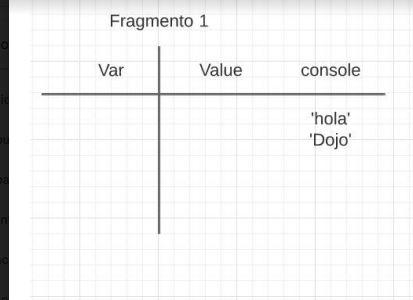 Fragmento 1
Var Value console
'hola'
'Dojo'